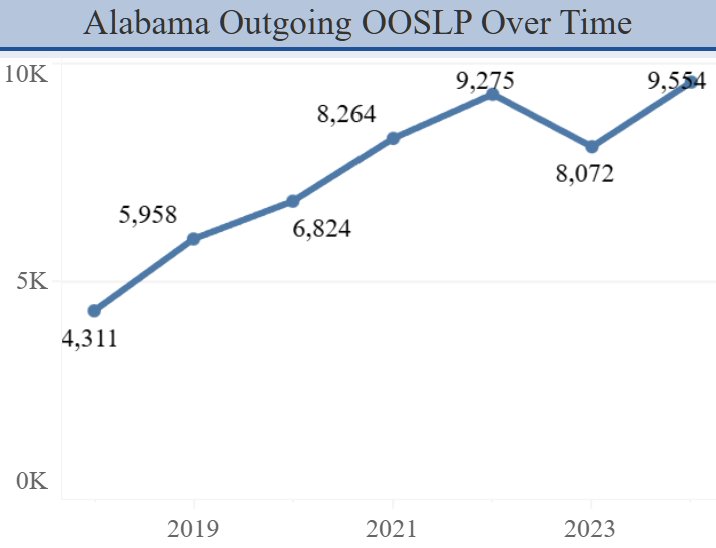 Alabama Outgoing OOSLP Over Time
10K
9,275
9,554
8,264
8,072
5,958
6,824
5K
4,311
0K
2019
2021
2023